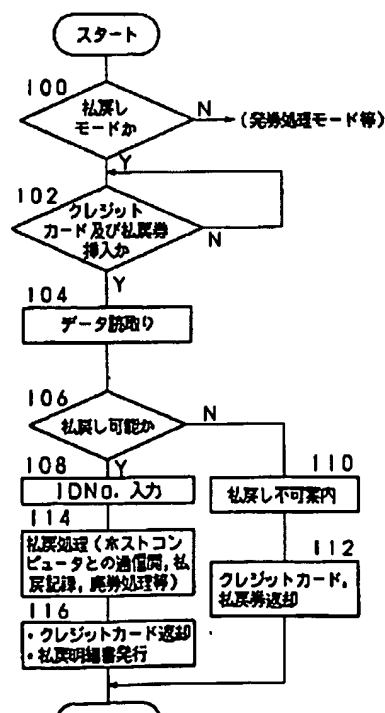 スタート
100
払戻し
モードか
N
(発券処理モード等)
Y
102
クレジット
カード及び払戻券
挿入か
N
Y
104
データ読取り
106
払戻し可能か
N
108
Y
110
IDNo. 入力
払戻し不可案内
114
払戻処理(ホストコン
ピュータとの通信開, 払
戻記録, 廃券処理等)
112
クレジットカード,
払戻券返却
116
・クレジットカード返却
・払戻明細書発行